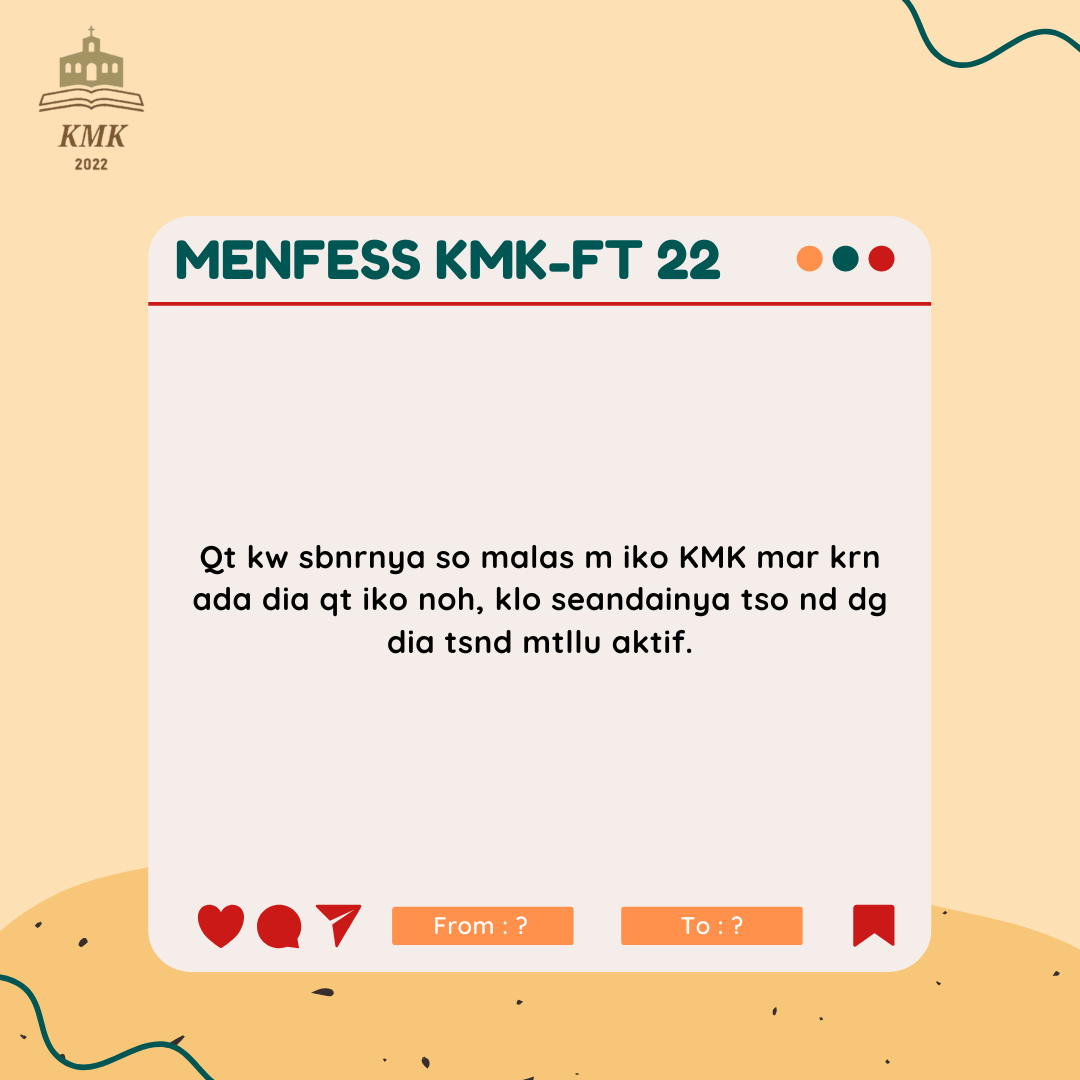 KMK
2022
MENFESS KMK-FT 22
Qt kw sbnrnya so malas m iko KMK mar krn
ada dia qt iko noh, klo seandainya tso nd dg
dia tsnd mtllu aktif.
From : ?
To : ?